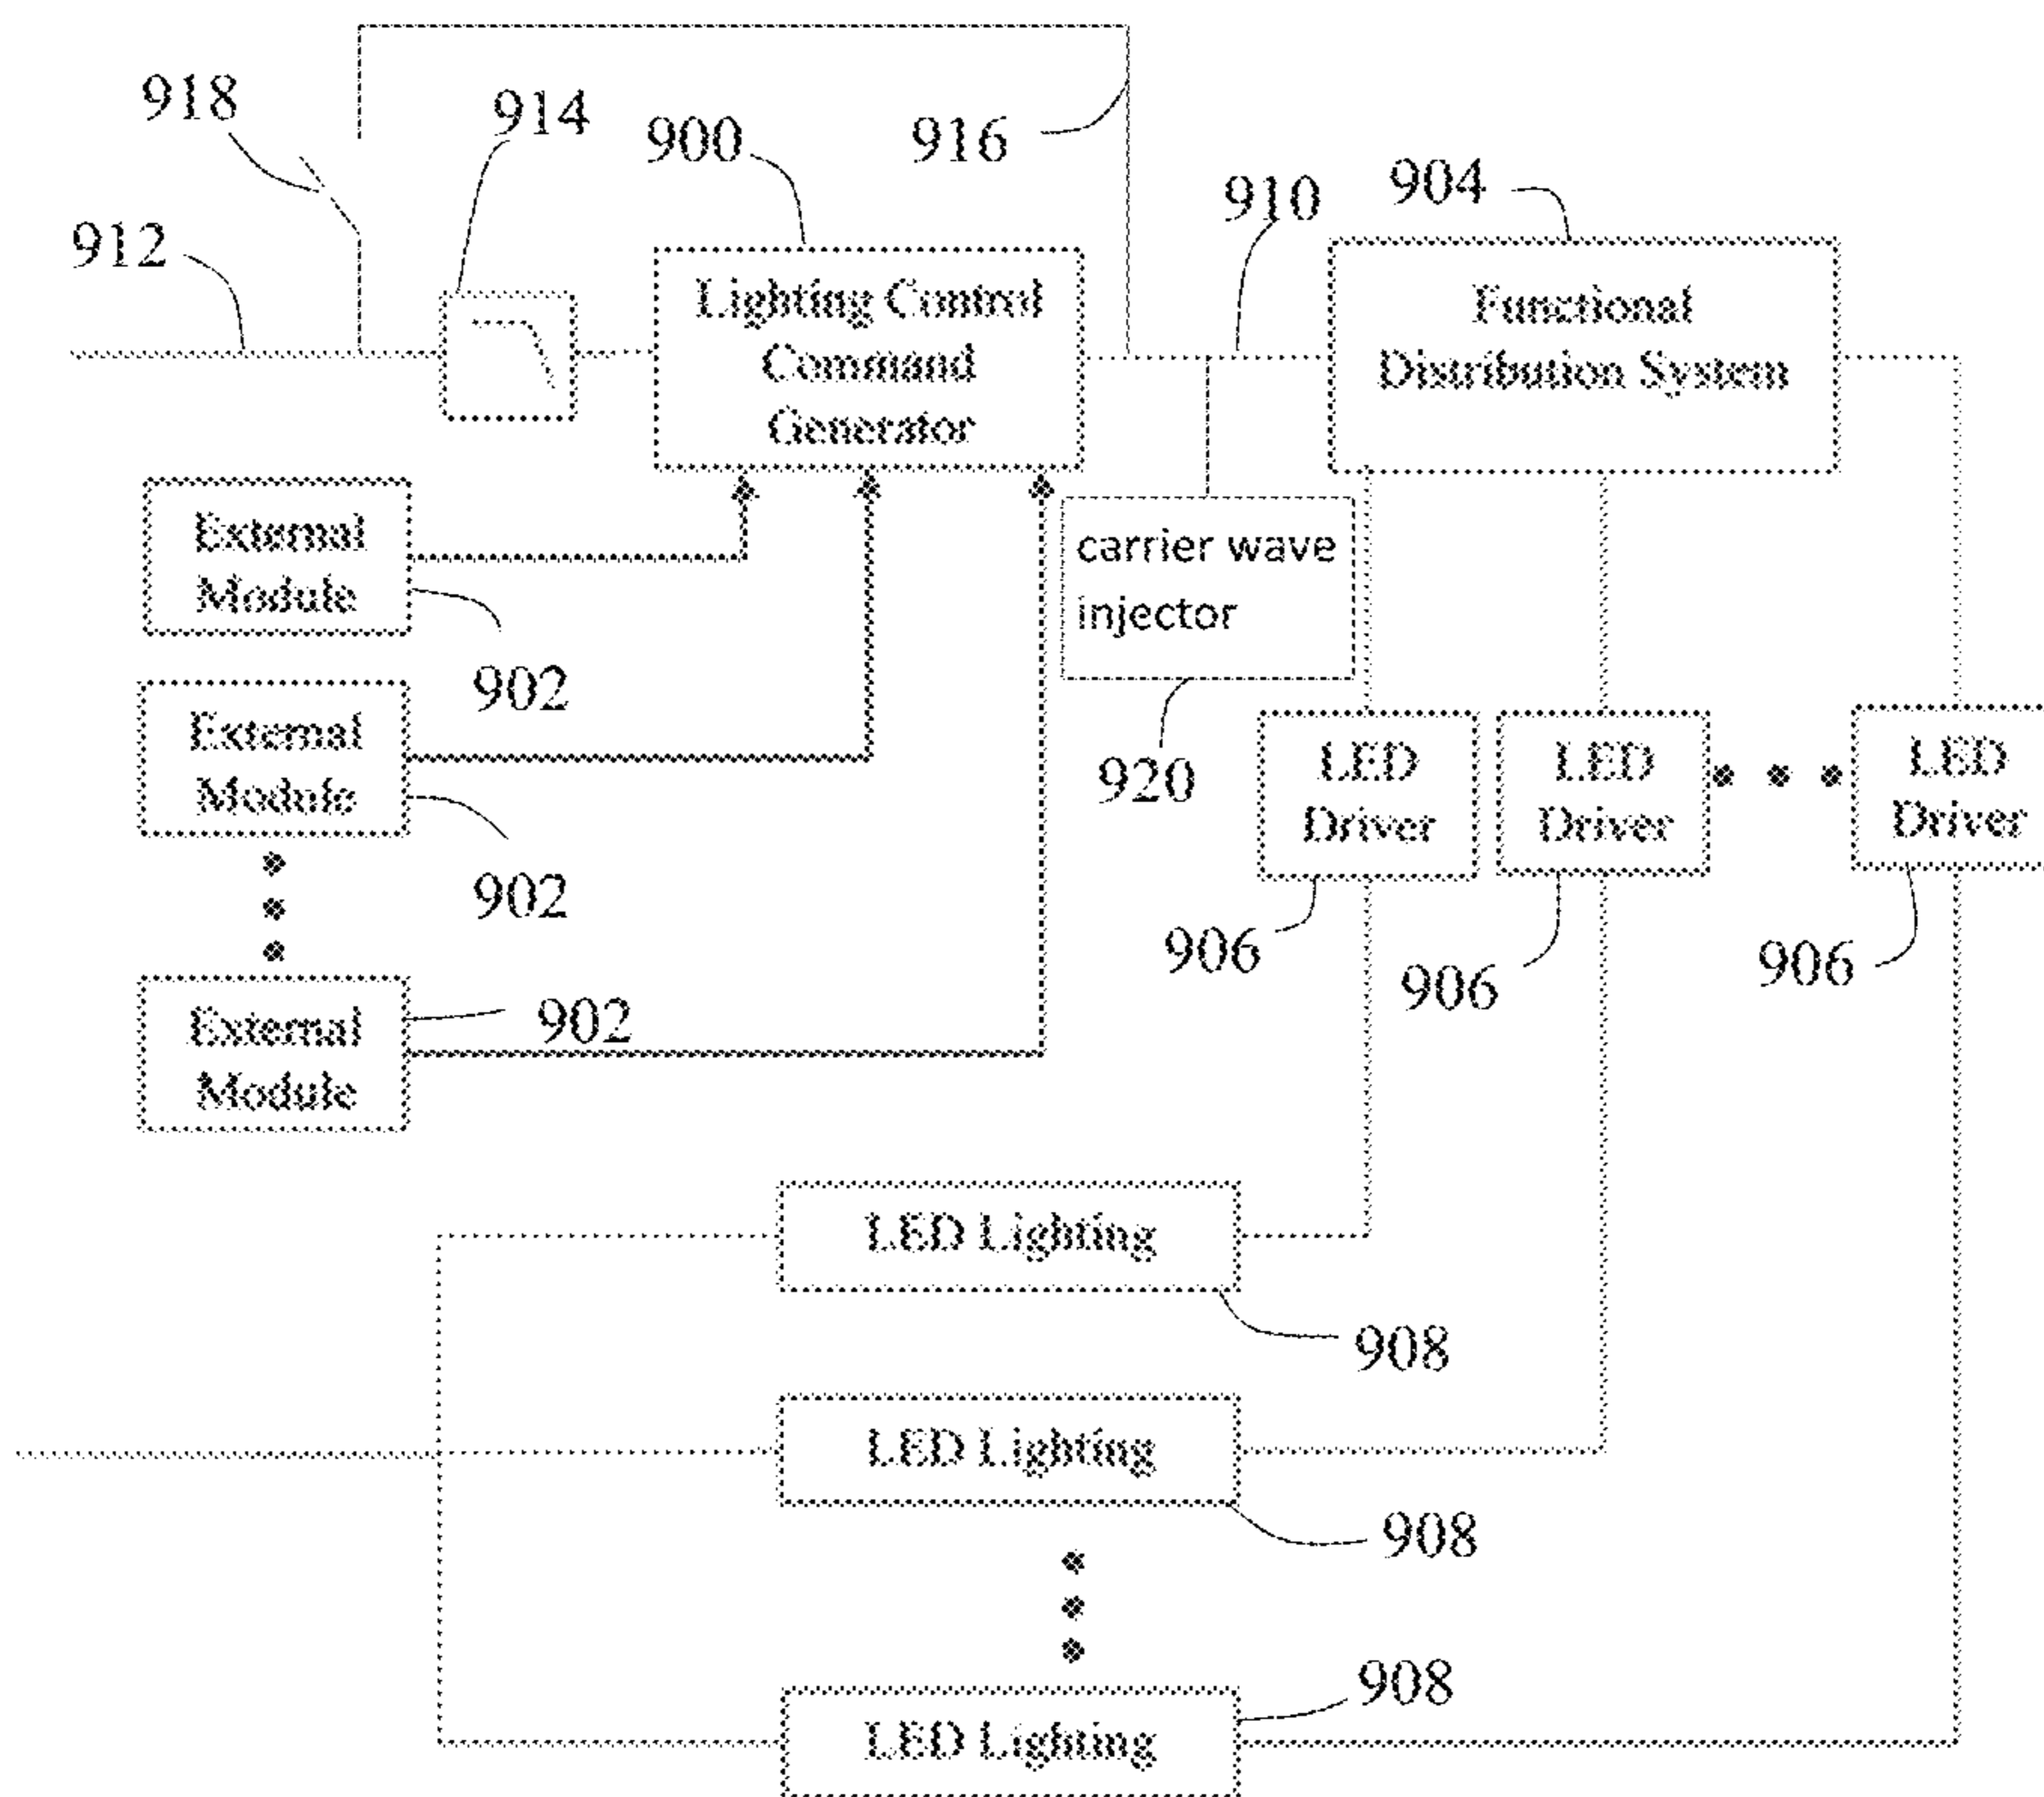 918
914
900
916
910
904
912
Lighting Control
Command
Generator
Functional
Distribution System
External
Module
902
carrier wave
injector
920
External
Module
902
LED
Driver
906
LED
Driver
906
LED
Driver
906
External
Module
902
LED Lighting
908
LED Lighting
908
LED Lighting
908